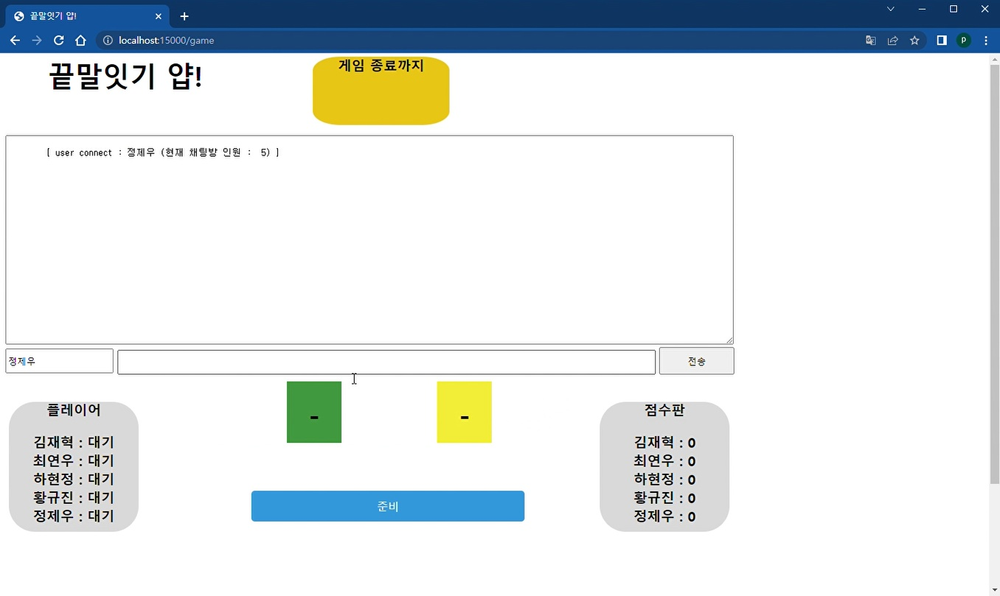 끝말잇기 얍!
localhost:15000/game
P
끝말잇기 얍!
게임 종료까지
[ user connect : 정제우 (현재 채팅방 인원 : 5) ]
정제우
전송
-
-
플레이어
김재혁 : 대기
최연우 : 대기
하현정 : 대기
황규진 : 대기
정제우 : 대기
준비
점수판
김재혁 : 0
최연우 : 0
하현정 : 0
황규진 : 0
정제우 : 0